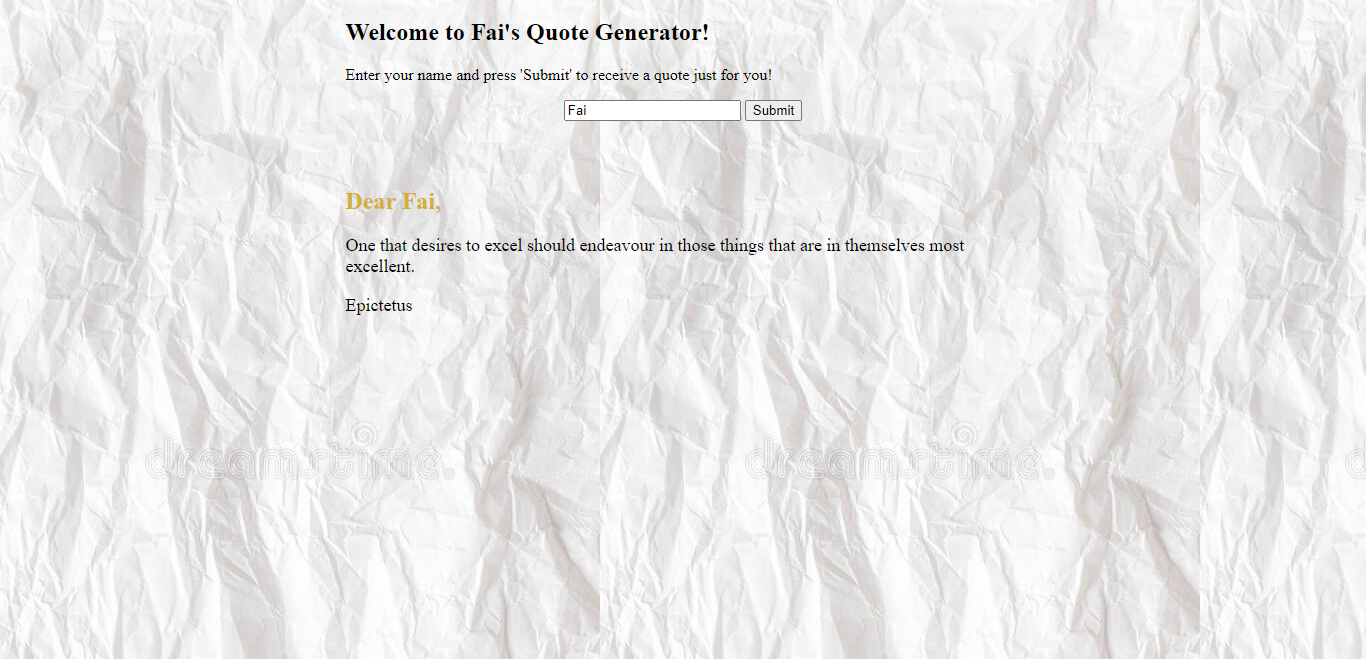 Welcome to Fai's Quote Generator!
Enter your name and press 'Submit' to receive a quote just for you!
Fai Submit
Dear Fai,
One that desires to excel should endeavour in those things that are in themselves most
excellent.
Epictetus
dreamstime. dreamstime.